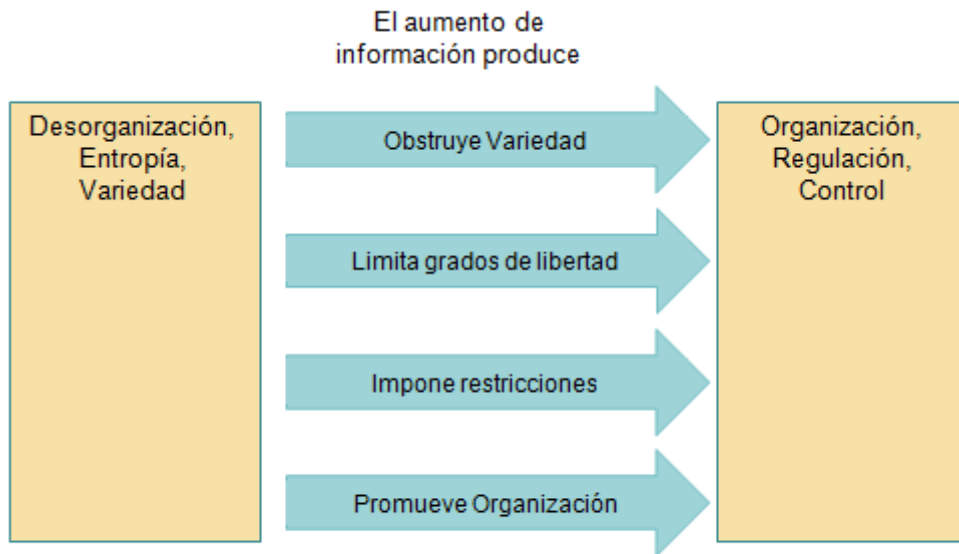 El aumento de
información produce
Desorganización,
Entropía,
Variedad
Obstruye Variedad
Limita grados de libertad
Impone restricciones
Promueve Organización
Organización,
Regulación,
Control